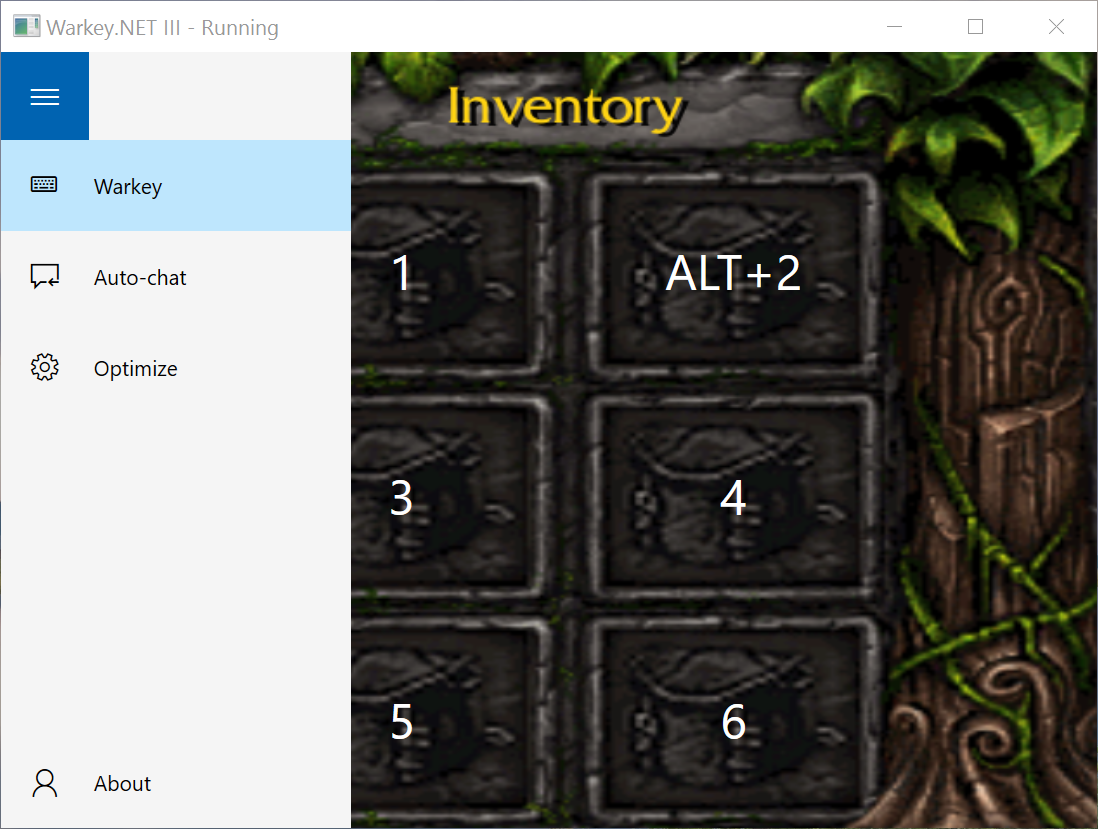 Warkey.NET III - Running
Warkey
Auto-chat
Optimize
About
Inventory
1
ALT+2
3
4
5
6